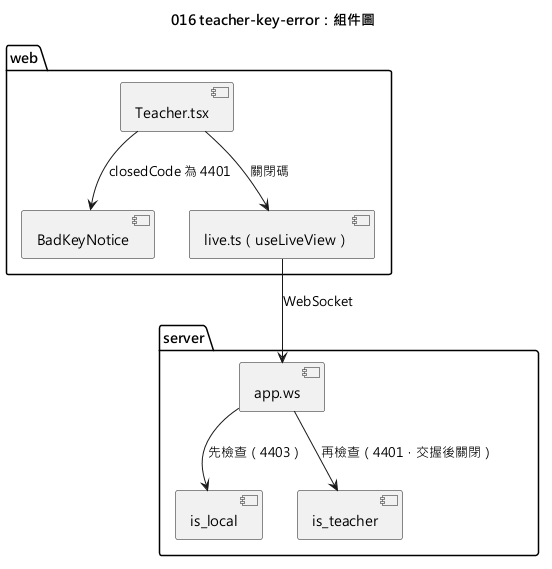 016 teacher-key-error：組件圖
web
Teacher.tsx
closedCode 為 4401
關閉碼
BadKeyNotice
live.ts（useLiveView）
WebSocket
server
app.ws
先檢查（4403）
再檢查（4401，交握後關閉）
is_local
is_teacher